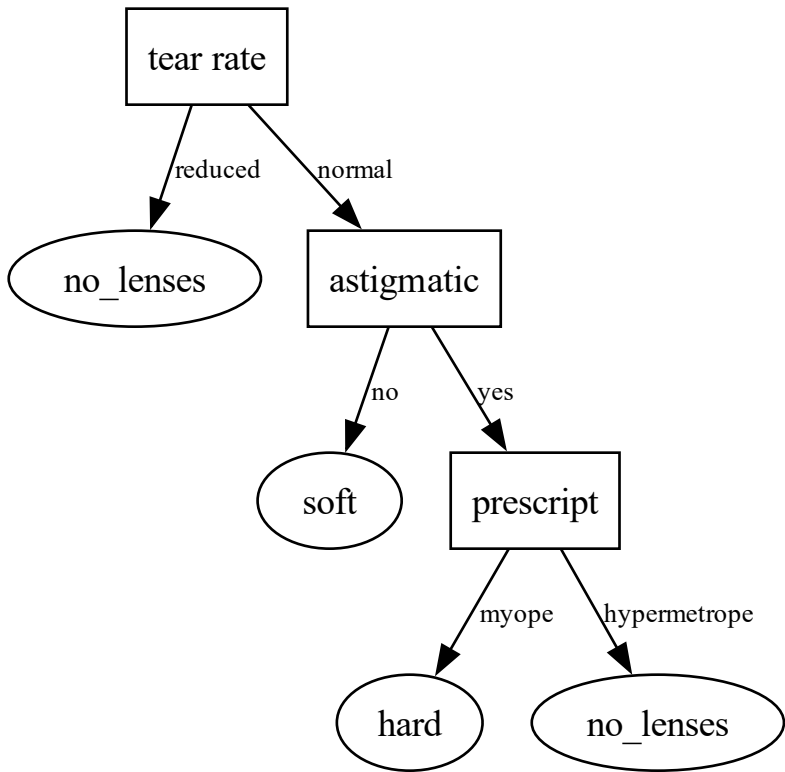 tear rate
reduced
normal
no_lenses
astigmatic
no
yes
soft
prescript
myope
hypermetrope
hard
no_lenses